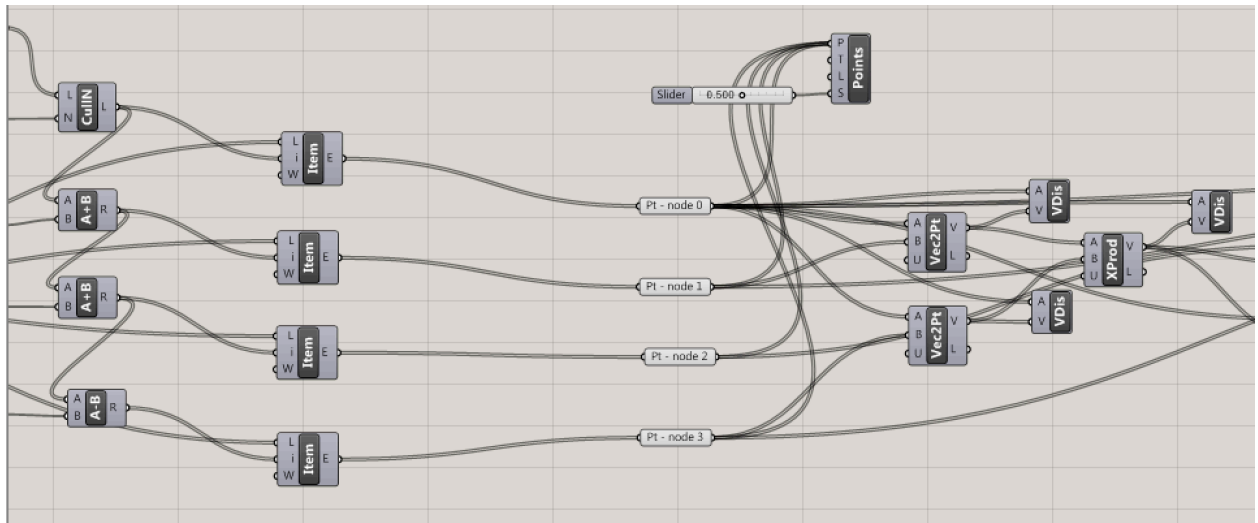 L
N
CullN
L
A
B
A+B
R
A
B
A+B
R
A
B
A-B
R
L
i
W
Item
E
L
i
W
Item
E
L
i
W
Item
E
L
i
W
Item
E
Slider
0.500
P
T
L
S
Points
Pt - node 0
Pt - node 1
Pt - node 2
Pt - node 3
A
B
U
Vec2Pt
V
L
A
B
U
Vec2Pt
V
L
A
V
VDis
A
V
VDis
A
B
U
XProd
V
L
A
V
VDis